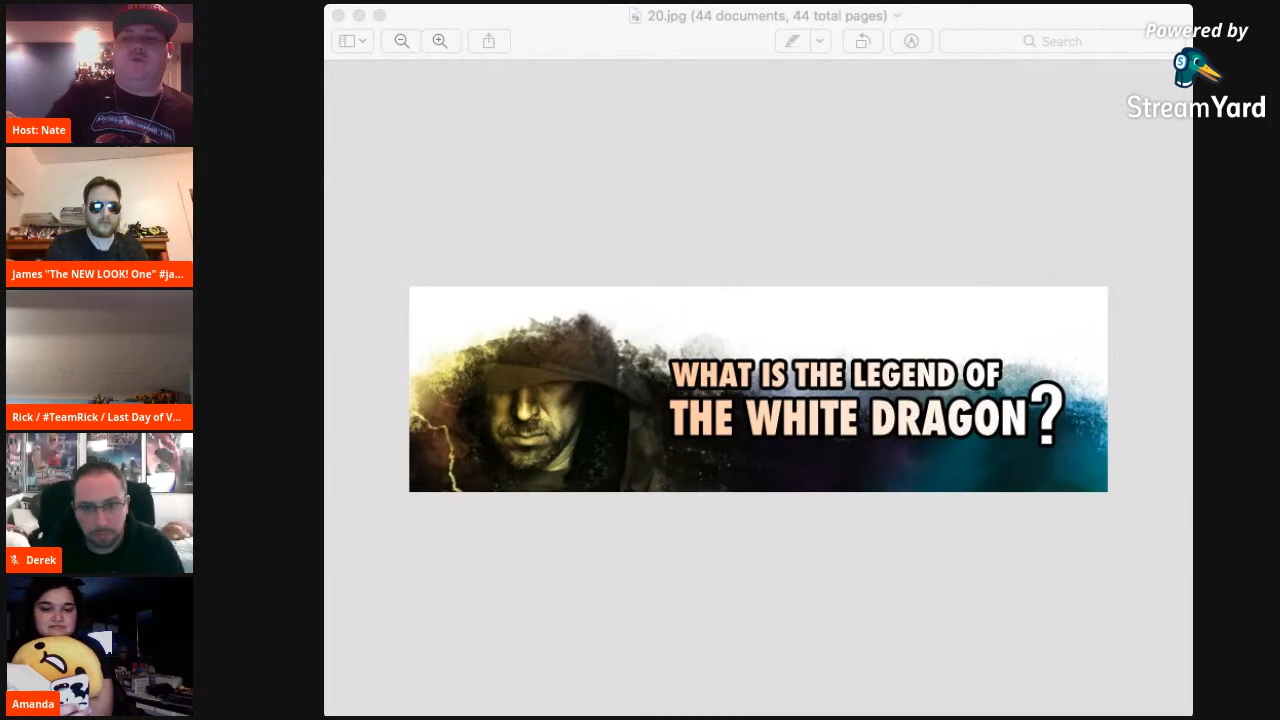 20.jpg (44 documents, 44 total pages)
Search
Powered by
StreamYard
Host: Nate
James "The NEW LOOK! One" #ja...
Rick / #TeamRick / Last Day of V...
Derek
Amanda
WHAT IS THE LEGEND OF
THE WHITE DRAGON?